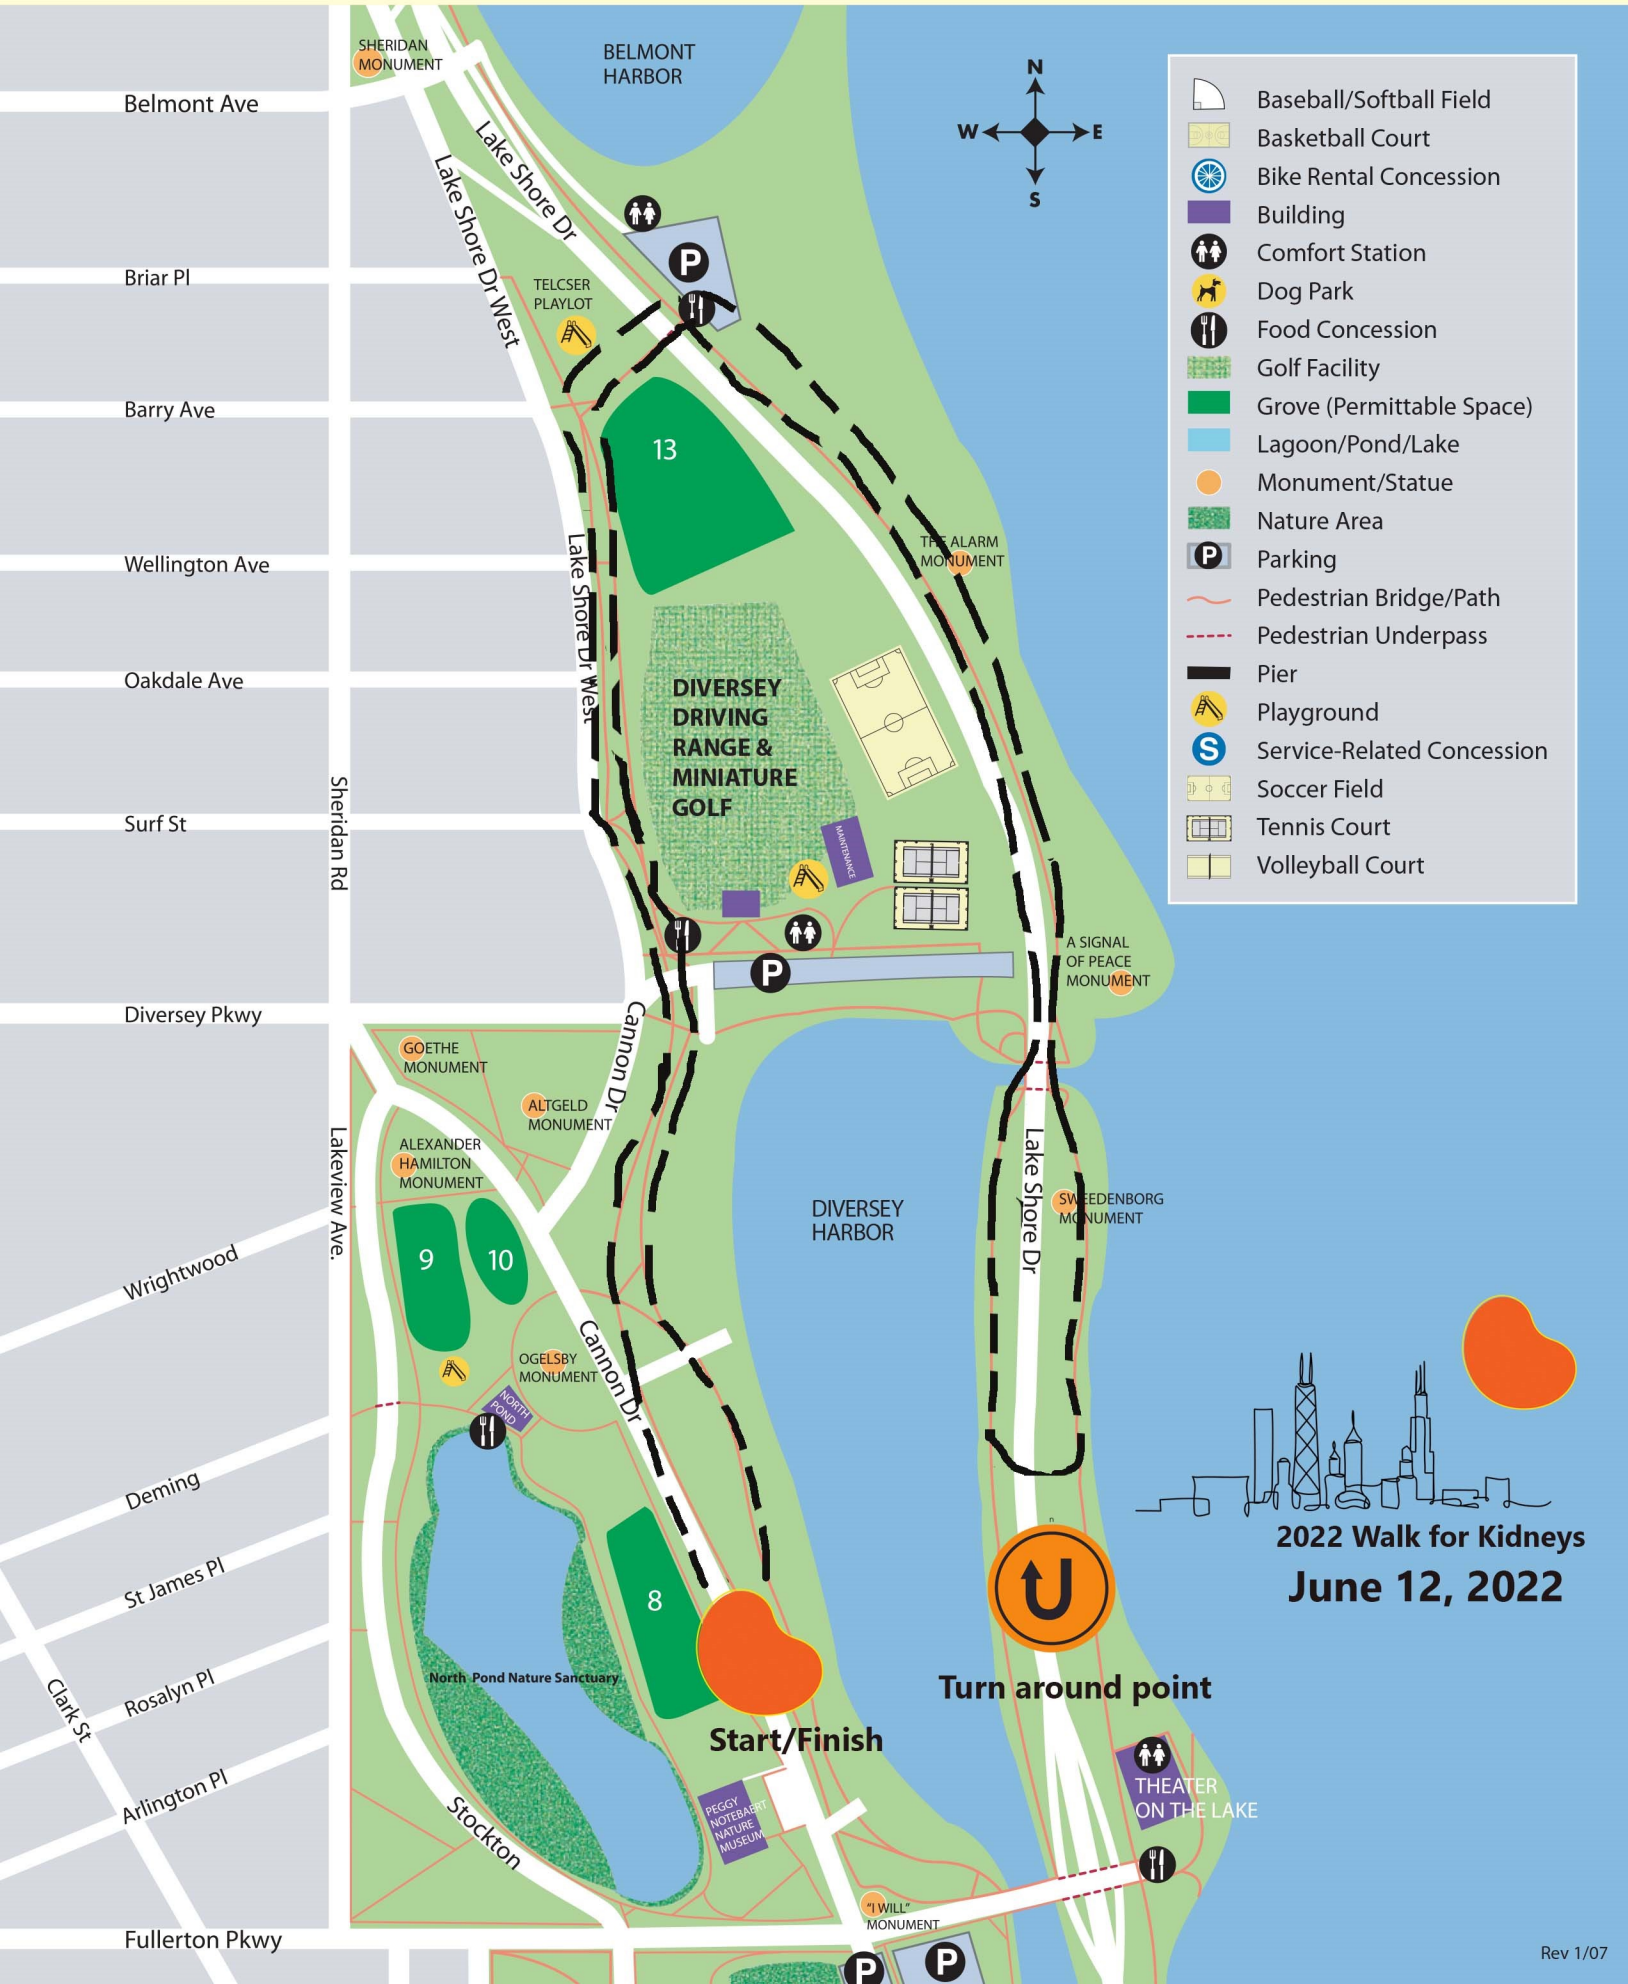 SHERIDAN
MONUMENT
BELMONT
HARBOR
N
W
E
S
Belmont Ave
Lake Shore Dr
Lake Shore Dr West
P
Briar Pl
TELCSER
PLAYLOT
Barry Ave
13
Wellington Ave
Lake Shore Dr West
THE ALARM
MONUMENT
Oakdale Ave
DIVERSEY
DRIVING
RANGE &
MINIATURE
GOLF
Sheridan Rd
Surf St
MAINTENANCE
A SIGNAL
OF PEACE
MONUMENT
P
Diversey Pkwy
Cannon Dr
GOETHE
MONUMENT
ALTGELD
MONUMENT
ALEXANDER
HAMILTON
MONUMENT
Lakeview Ave.
Lake Shore Dr
SWEEDENBORG
MONUMENT
DIVERSEY
HARBOR
9
10
Wrightwood
Cannon Dr
OGELSBY
MONUMENT
NORTH
POND
Deming
St James Pl
8
n
North Pond Nature Sanctuary
Rosalyn Pl
Clark St
Arlington Pl
Stockton
Start/Finish
Turn around point
PEGGY
NOTEBAERT
NATURE
MUSEUM
THEATER
ON THE LAKE
"I WILL"
MONUMENT
Fullerton Pkwy
P
P
Baseball/Softball Field
Basketball Court
Bike Rental Concession
Building
Comfort Station
Dog Park
Food Concession
Golf Facility
Grove (Permittable Space)
Lagoon/Pond/Lake
Monument/Statue
Nature Area
P Parking
Pedestrian Bridge/Path
Pedestrian Underpass
Pier
Playground
S Service-Related Concession
Soccer Field
Tennis Court
Volleyball Court
2022 Walk for Kidneys
June 12, 2022
Rev 1/07